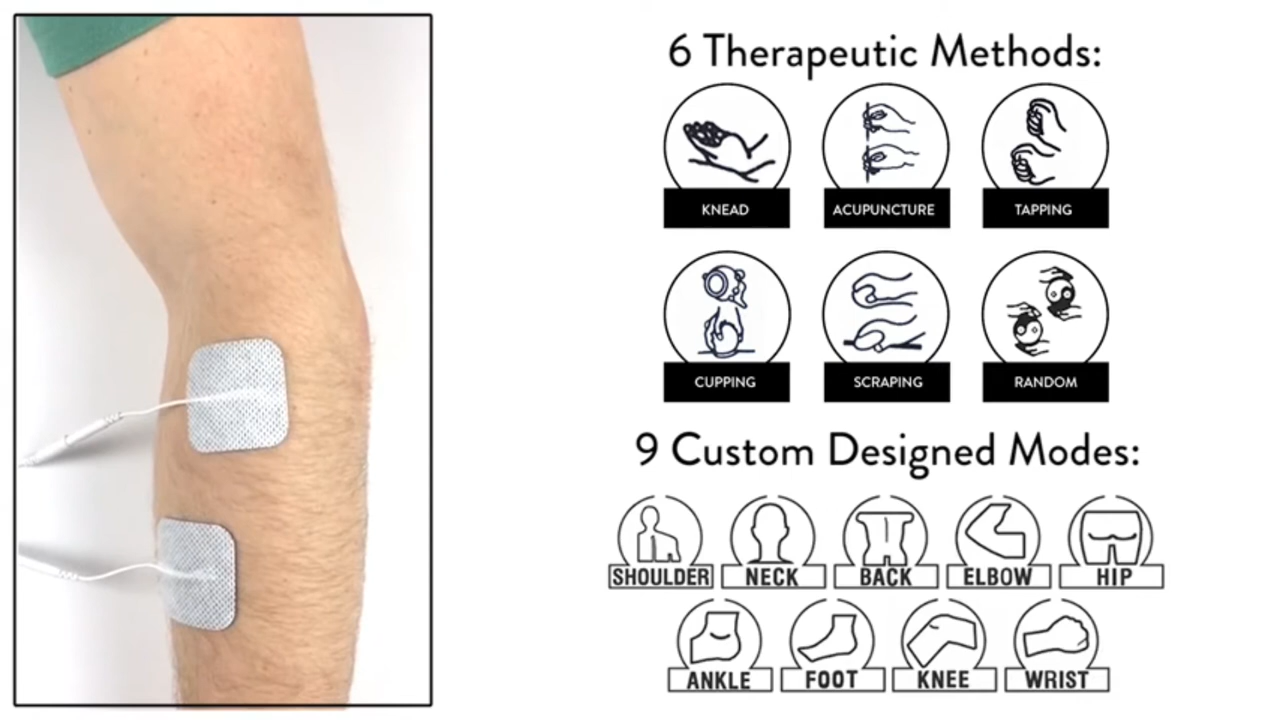 6 Therapeutic Methods:
KNEAD
ACUPUNCTURE
TAPPING
CUPPING
SCRAPING
RANDOM
9 Custom Designed Modes:
SHOULDER
NECK
BACK
ELBOW
HIP
ANKLE
FOOT
KNEE
WRIST